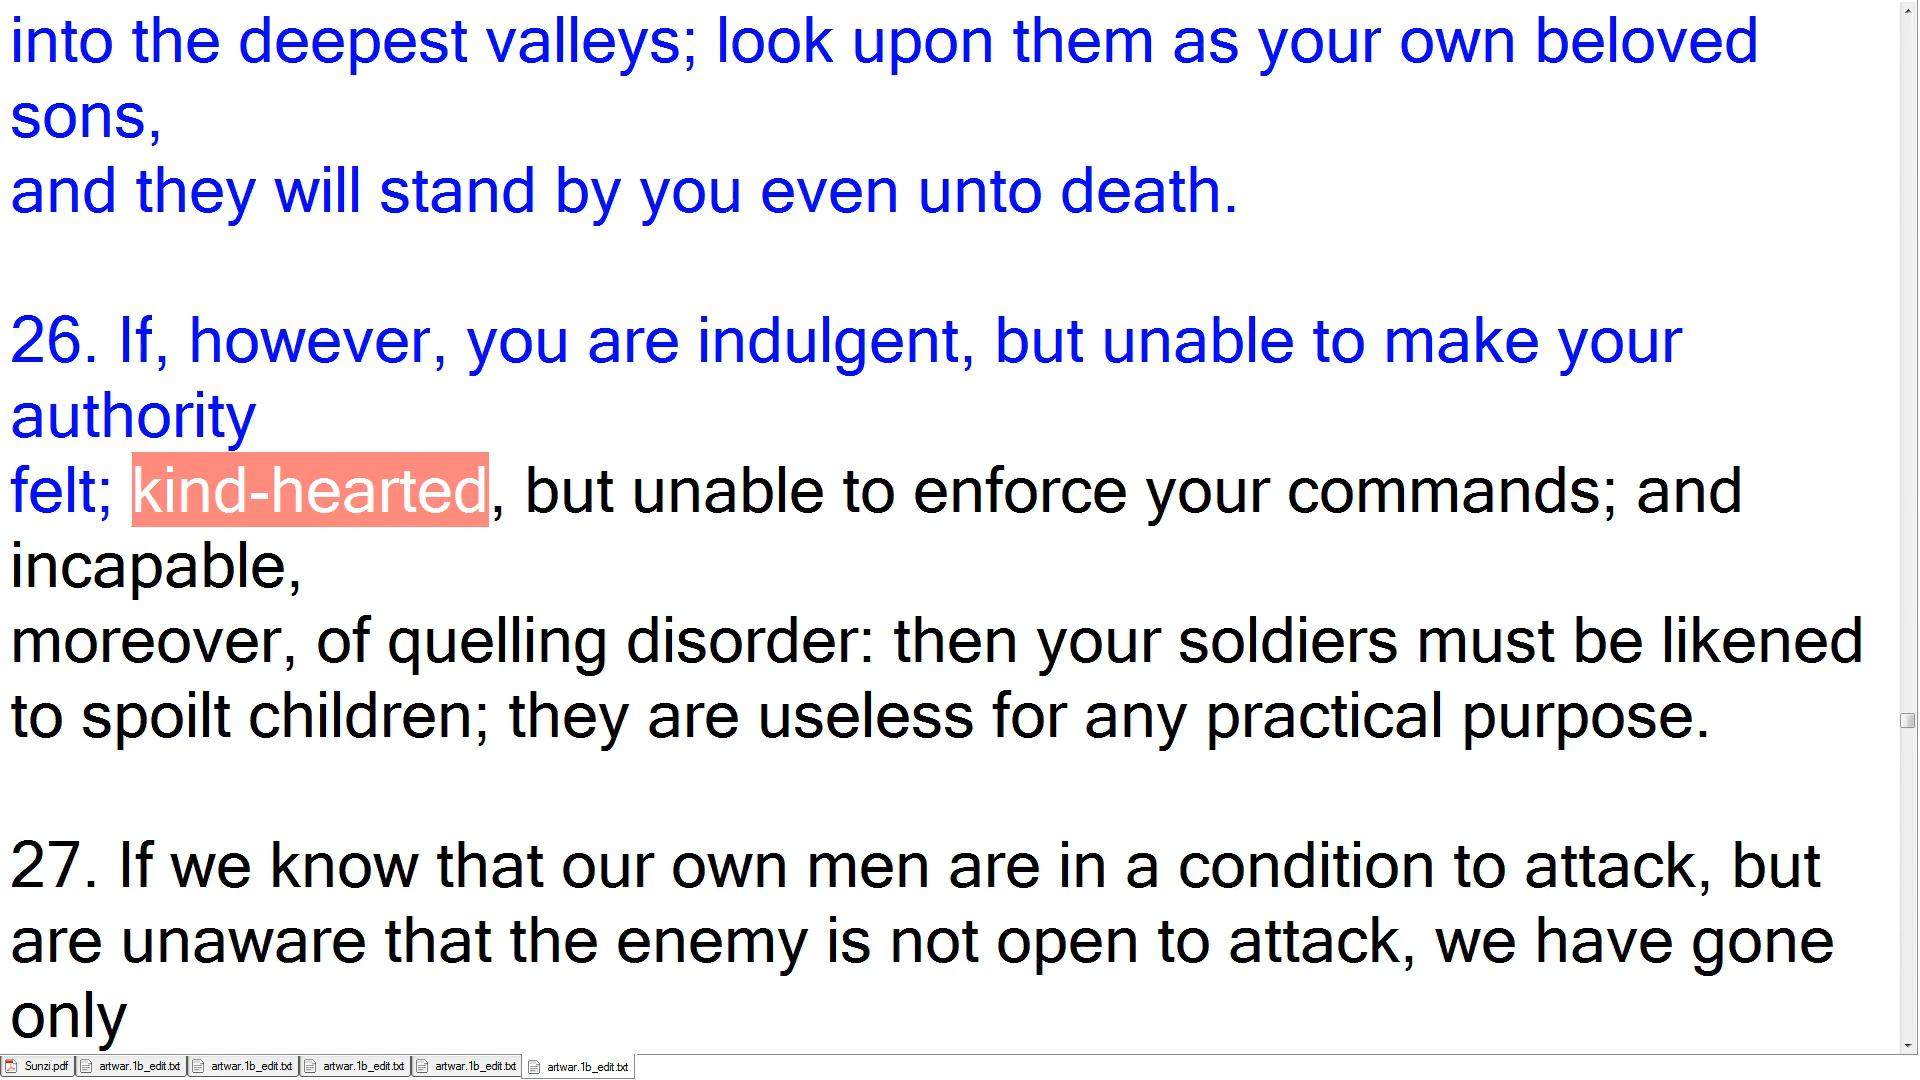 into the deepest valleys; look upon them as your own beloved
sons,
and they will stand by you even unto death.
26. If, however, you are indulgent, but unable to make your
authority
felt; kind-hearted, but unable to enforce your commands; and
incapable,
moreover, of quelling disorder: then your soldiers must be likened
to spoilt children; they are useless for any practical purpose.
27. If we know that our own men are in a condition to attack, but
are unaware that the enemy is not open to attack, we have gone
only
Sunzi.pdf artwar.1b_edit.txt artwar.1b_edit.txt artwar.1b_edit.txt artwar.1b_edit.txt artwar.1b_edit.txt